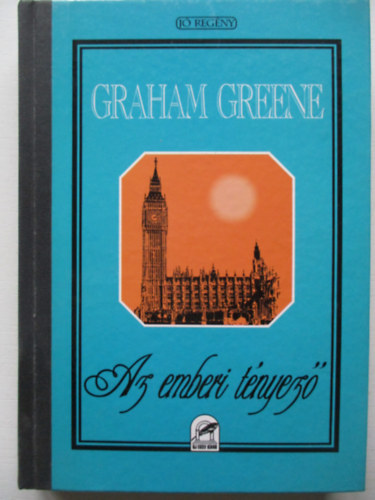 JÓ REGÉNY
GRAHAM GREENE
Az emberi tényező